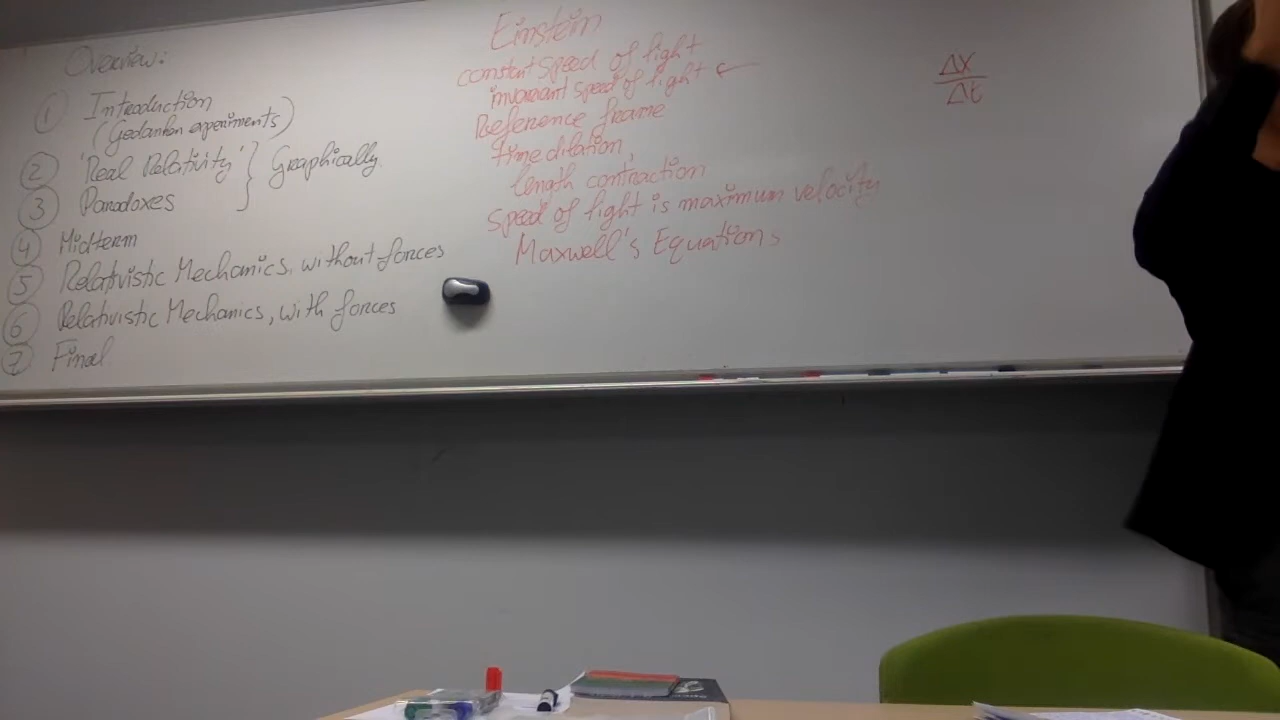 Overview:
① Introduction
(Gedanken experiments)
② 'Real Relativity' } Graphically
③ Paradoxes
④ Midterm
⑤ Relativistic Mechanics, without forces
⑥ Relativistic Mechanics, with forces
⑦ Final
Einstein
constant speed of light
invariant speed of light ←
Reference frame
time dilation,
length contraction
speed of light is maximum velocity
Maxwell's Equations
Δx
Δt